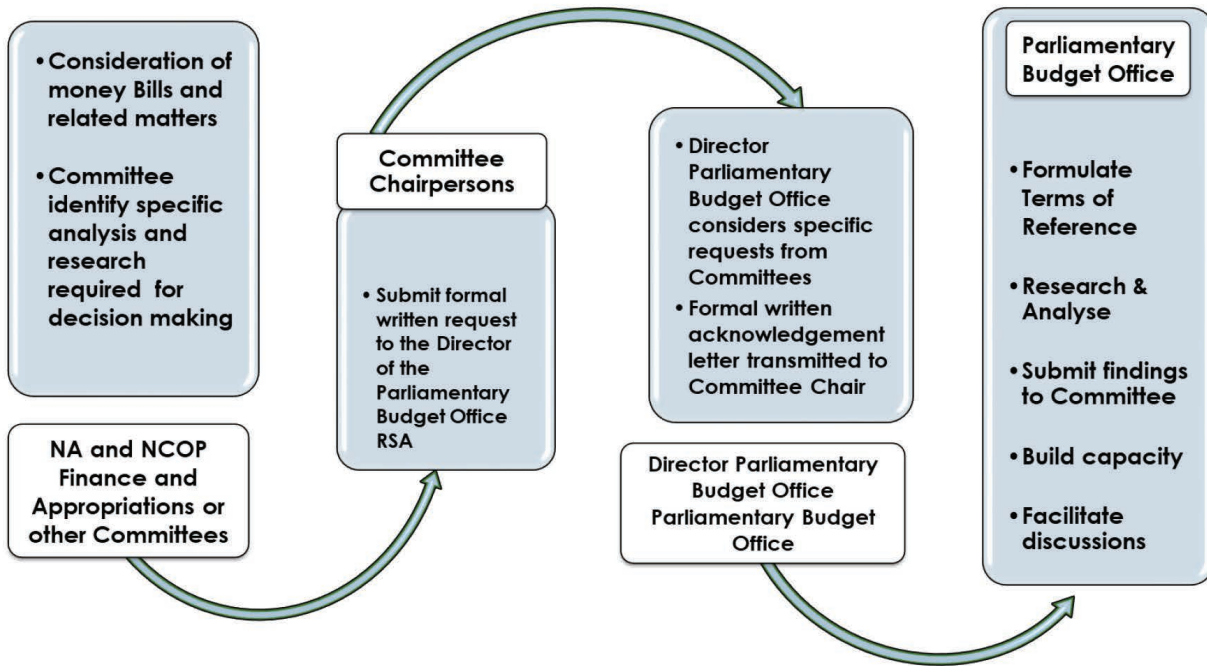 • Consideration of
money Bills and
related matters
• Committee
identify specific
analysis and
research
required for
decision making
NA and NCOP
Finance and
Appropriations or
other Committees
Committee
Chairpersons
• Submit formal
written request
to the Director
of the
Parliamentary
Budget Office
RSA
• Director
Parliamentary
Budget Office
considers specific
requests from
Committees
• Formal written
acknowledgement
letter transmitted to
Committee Chair
Director Parliamentary
Budget Office
Parliamentary Budget
Office
Parliamentary
Budget Office
• Formulate
Terms of
Reference
• Research &
Analyse
• Submit findings
to Committee
• Build capacity
• Facilitate
discussions